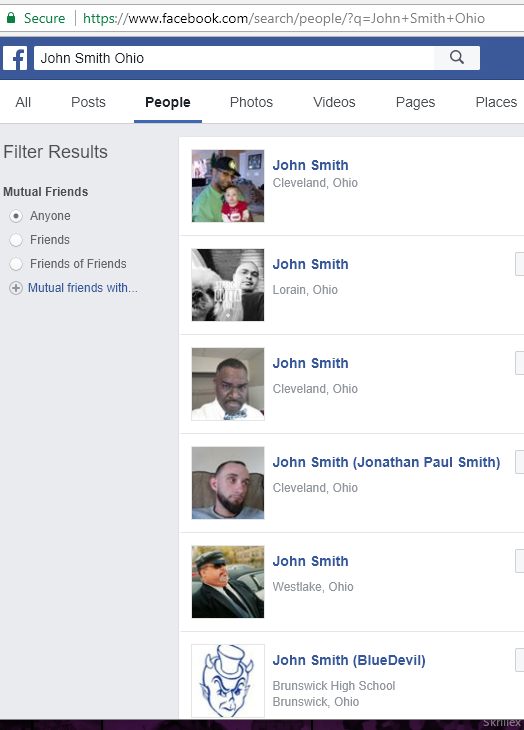 Secure https://www.facebook.com/search/people/?q=John+Smith+Ohio
f John Smith Ohio
All Posts People Photos Videos Pages Places
Filter Results
Mutual Friends
Anyone
Friends
Friends of Friends
Mutual friends with...
John Smith
Cleveland, Ohio
John Smith
Lorain, Ohio
John Smith
Cleveland, Ohio
John Smith (Jonathan Paul Smith)
Cleveland, Ohio
John Smith
Westlake, Ohio
John Smith (BlueDevil)
Brunswick High School
Brunswick, Ohio
Skrillex